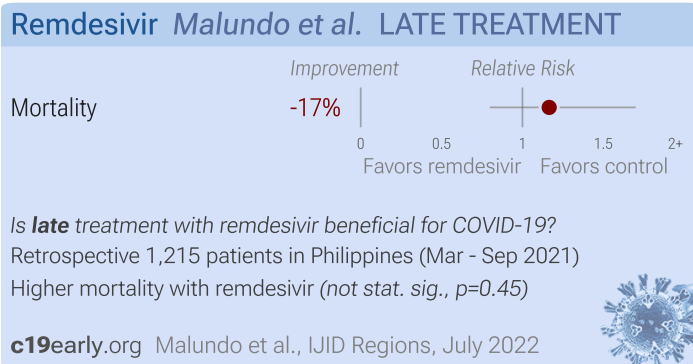 Remdesivir Malundo et al. LATE TREATMENT
Improvement Relative Risk
Mortality -17%
0 0.5 1 1.5 2+
Favors remdesivir Favors control
Is late treatment with remdesivir beneficial for COVID-19?
Retrospective 1,215 patients in Philippines (Mar - Sep 2021)
Higher mortality with remdesivir (not stat. sig., p=0.45)
c19early.org Malundo et al., IJID Regions, July 2022